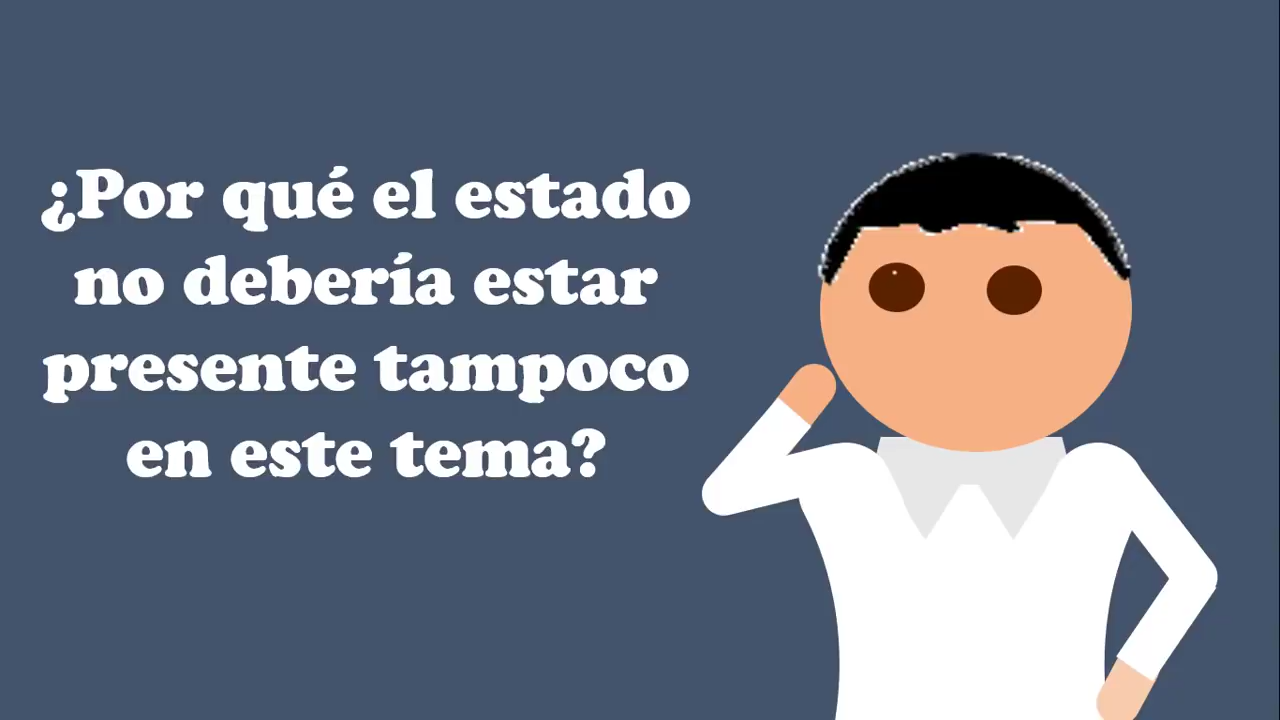 ¿Por qué el estado
no debería estar
presente tampoco
en este tema?